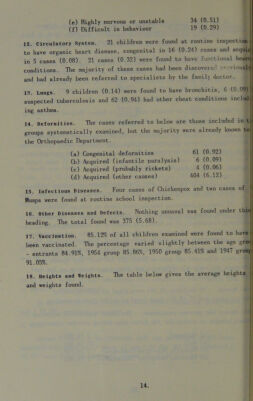 (e) Highly nervous or unstable 34 (0.51)
(f) Difficult in behaviour 19 (0.29)
12. Circulatory System. 21 children were found at routine inspection
to have organic heart disease, congenital in 16 (0.24) cases and
in 5 cases (0.08). 21 cases (0.32) were found to have functional heart
conditions. The majority of these cases had been discovered
and had already been referred to specialists by the family doctor.
13. Lungs. 9 children (0.14) were found to have bronchitis, 6 (0.09)
suspected tuberculosis and 62 (0.94) had other chest conditions includ
ing asthma.
14. Deformities. The cases referred to below are those included in
groups systematically examined, but the majority were already known to
the Orthopaedic Department.
(a) Congenital deformities 61 (0.92)
(b) Acquired (infantile paralysis) 6 (0.09)
(c) Acquired (probably rickets) 4 (0.06)
(d) Acquired (other causes) 404 (6.12)
15. Infectious Diseases. Four cases of Chickenpox and two cases of
Mumps were found at routine school inspection.
16. Other Diseases and Defects. Nothing unusual was found under this
heading. The total found was 375 (5.68).
17. Vaccination. 85.12% of all children examined were found to have
been vaccinated. The percentage varied slightly between the age
- entrants 84.91%, 1954 group 85.86%, 1950 group 85.41% and 1947 group
91.05%.
18. Heights and Weights. The table below gives the average heights
and weights found.
14.